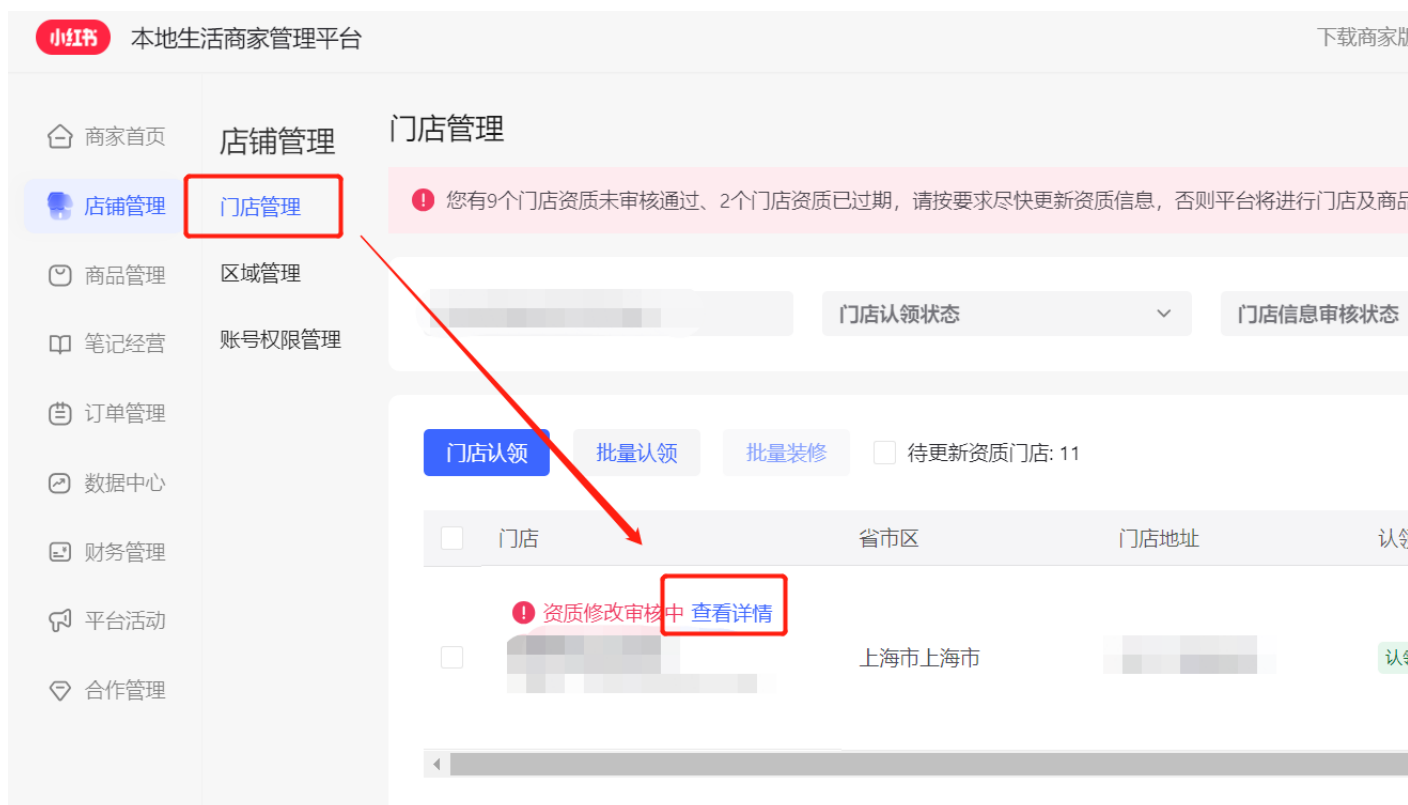 小红书 本地生活商家管理平台 下载商家版
商家首页
店铺管理
商品管理
笔记经营
订单管理
数据中心
财务管理
平台活动
合作管理
店铺管理
门店管理
区域管理
账号权限管理
门店管理
您有9个门店资质未审核通过、2个门店资质已过期，请按要求尽快更新资质信息，否则平台将进行门店及商品
门店认领状态 门店信息审核状态
门店认领 批量认领 批量装修 待更新资质门店: 11
门店 省市区 门店地址 认领
资质修改审核中 查看详情
上海市上海市 认领